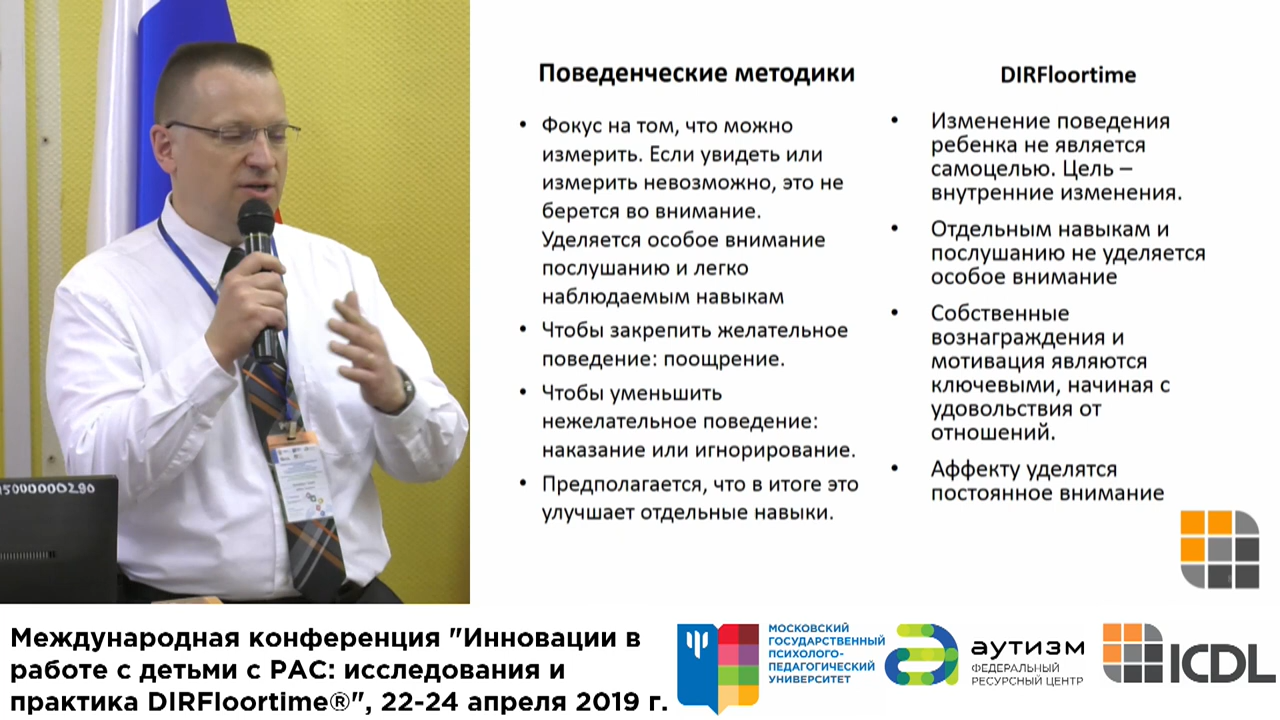 Поведенческие методики
• Фокус на том, что можно
измерить. Если увидеть или
измерить невозможно, это не
берется во внимание.
Уделяется особое внимание
послушанию и легко
наблюдаемым навыкам
• Чтобы закрепить желательное
поведение: поощрение.
• Чтобы уменьшить
нежелательное поведение:
наказание или игнорирование.
• Предполагается, что в итоге это
улучшает отдельные навыки.
DIRFloortime
• Изменение поведения
ребенка не является
самоцелью. Цель –
внутренние изменения.
• Отдельным навыкам и
послушанию не уделяется
особое внимание
• Собственные
вознаграждения и
мотивация являются
ключевыми, начиная с
удовольствия от
отношений.
• Аффекту уделятся
постоянное внимание
Международная конференция "Инновации в
работе с детьми с РАС: исследования и
практика DIRFloortime®", 22-24 апреля 2019 г.
МОСКОВСКИЙ
ГОСУДАРСТВЕННЫЙ
ПСИХОЛОГО-
ПЕДАГОГИЧЕСКИЙ
УНИВЕРСИТЕТ
аутизм
ФЕДЕРАЛЬНЫЙ
РЕСУРСНЫЙ ЦЕНТР
ICDL